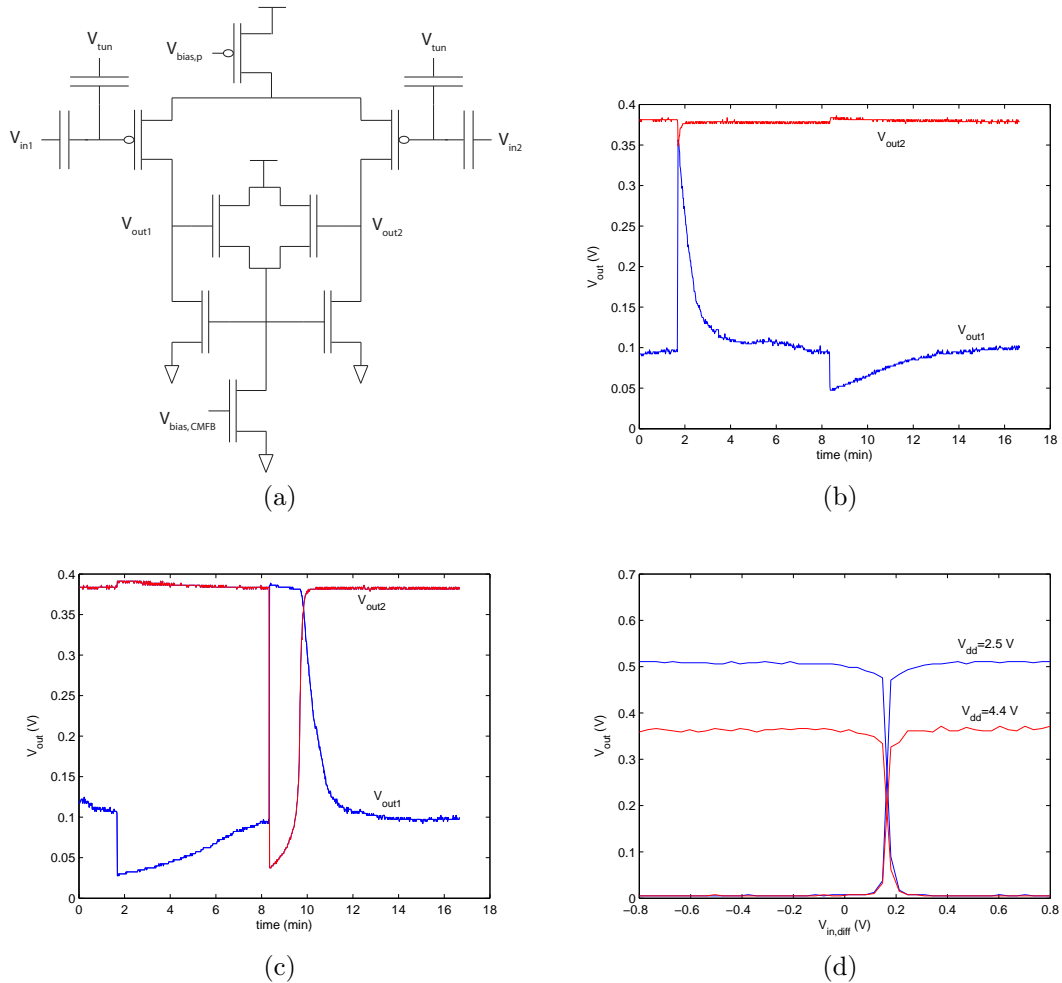 V_tun
V_tun
V_bias,p
V_in1
V_in2
V_out1
V_out2
V_bias,CMFB
(a)
0.4
0.35
0.3
0.25
0.2
0.15
0.1
0.05
0
V_out (V)
V_out2
V_out1
0 2 4 6 8 10 12 14 16 18
time (min)
(b)
0.4
0.35
0.3
0.25
0.2
0.15
0.1
0.05
0
V_out (V)
V_out2
V_out1
0 2 4 6 8 10 12 14 16 18
time (min)
(c)
0.7
0.6
0.5
0.4
0.3
0.2
0.1
0
V_out (V)
V_dd=2.5 V
V_dd=4.4 V
−0.8 −0.6 −0.4 −0.2 0 0.2 0.4 0.6 0.8
V_in,diff (V)
(d)